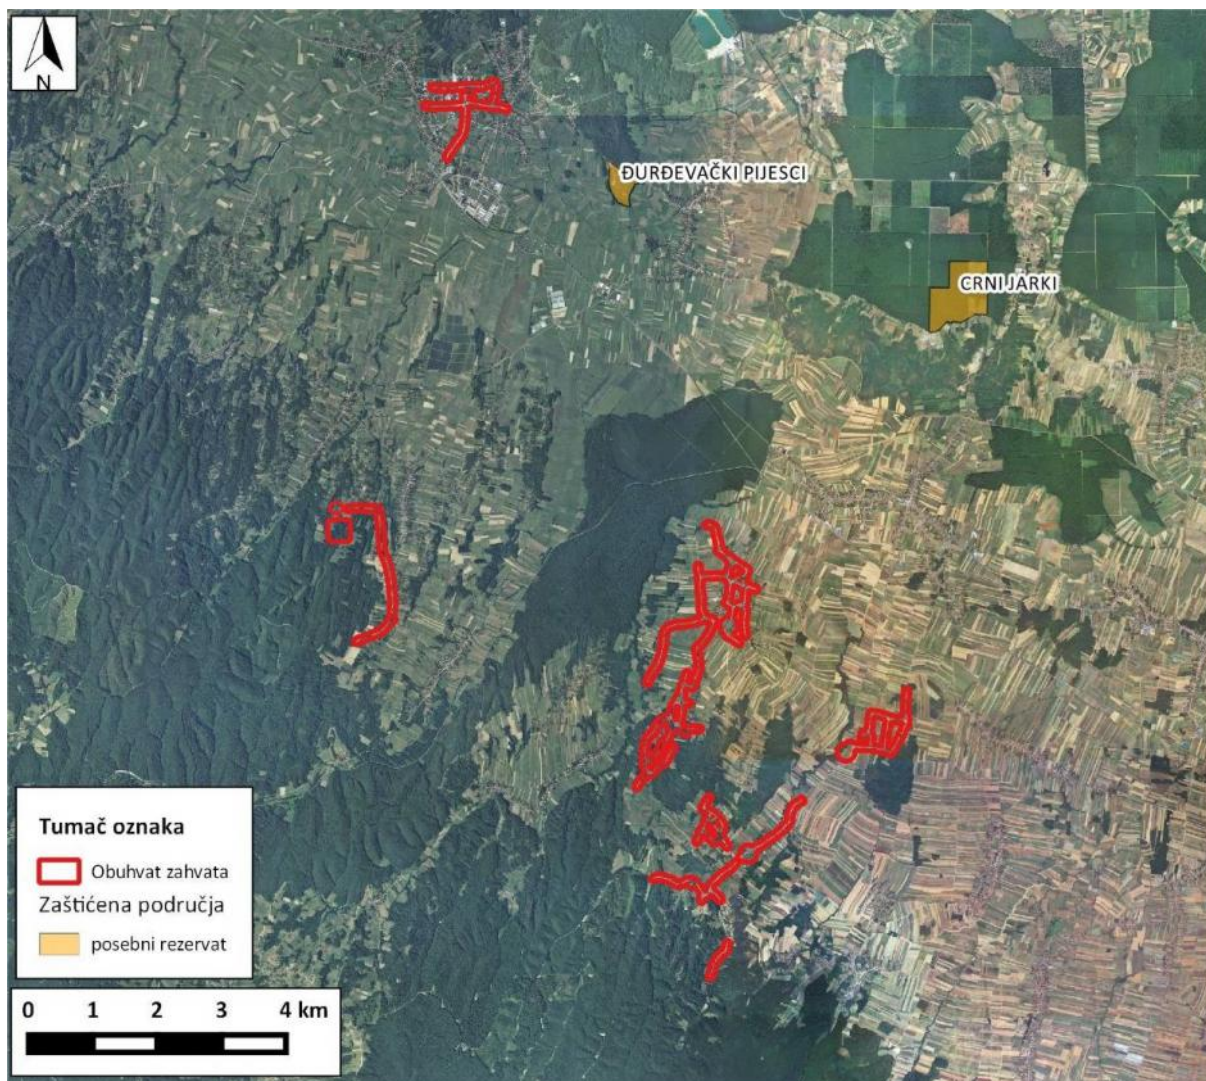 N
ĐURĐEVAČKI PIJESCI
CRNI JARKI
Tumač oznaka
Obuhvat zahvata
Zaštićena područja
posebni rezervat
0 1 2 3 4 km